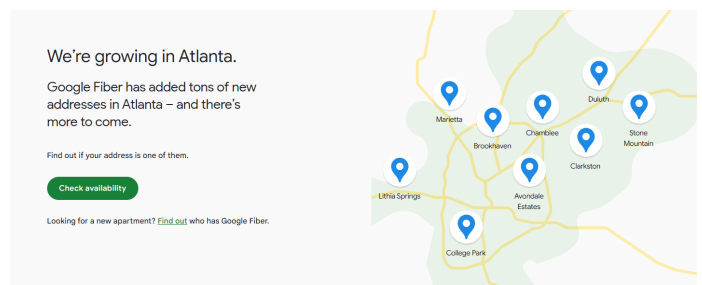 We're growing in Atlanta.
Google Fiber has added tons of new
addresses in Atlanta – and there's
more to come.
Find out if your address is one of them.
Check availability
Looking for a new apartment? Find out who has Google Fiber.
Duluth
Marietta
Chamblee
Stone
Mountain
Brookhaven
Clarkston
Lithia Springs
Avondale
Estates
College Park